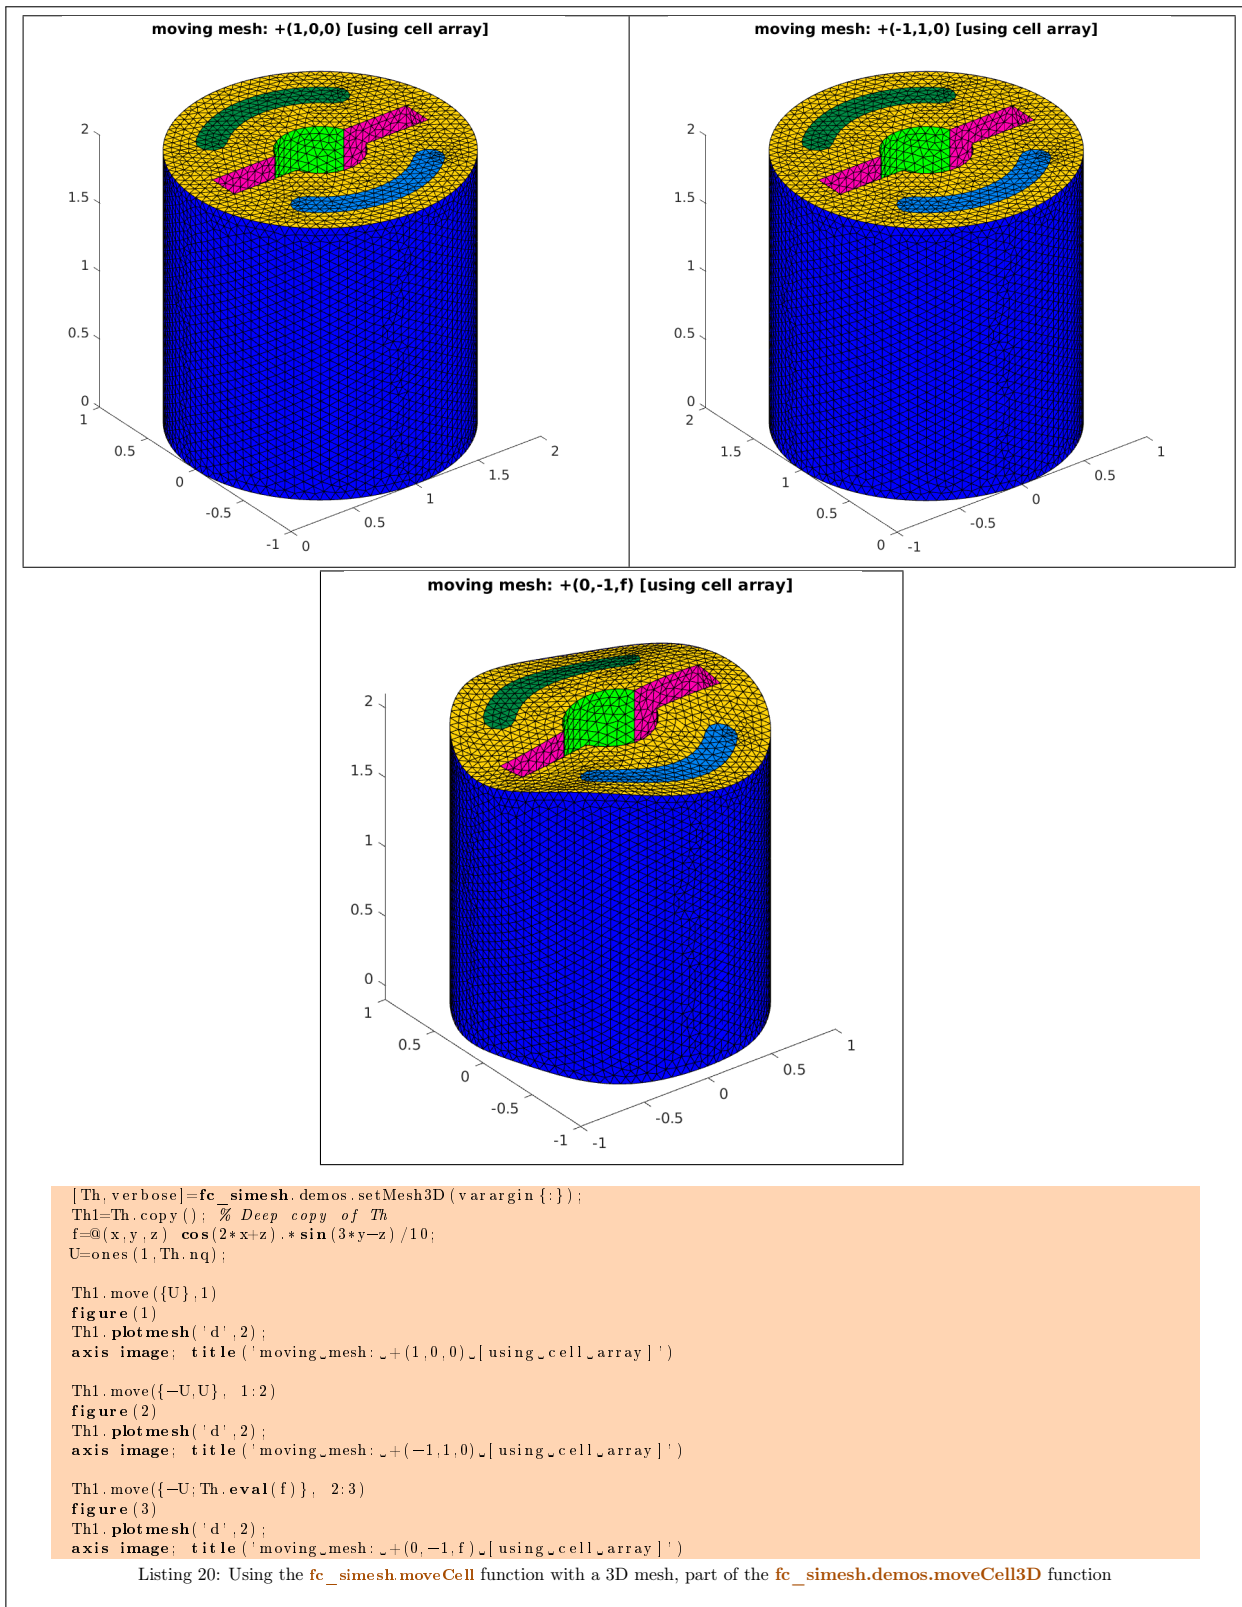 moving mesh: +(1,0,0) [using cell array]
2
1.5
1
0.5
0
1
0.5
0
-0.5
-1
0
0.5
1
1.5
2
moving mesh: +(-1,1,0) [using cell array]
2
1.5
1
0.5
0
2
1.5
1
0.5
0
-1
-0.5
0
0.5
1
moving mesh: +(0,-1,f) [using cell array]
2
1.5
1
0.5
0
1
0.5
0
-0.5
-1
-1
-0.5
0
0.5
1
[Th,verbose]=fc_simesh.demos.setMesh3D(varargin{:});
Th1=Th.copy(); % Deep copy of Th
f=@(x,y,z) cos(2*x+z).*sin(3*y−z)/10;
U=ones(1,Th.nq);
Th1.move({U},1)
figure(1)
Th1.plotmesh('d',2);
axis image; title('moving␣mesh:␣+(1,0,0)␣[using␣cell␣array]')
Th1.move({−U,U}, 1:2)
figure(2)
Th1.plotmesh('d',2);
axis image; title('moving␣mesh:␣+(−1,1,0)␣[using␣cell␣array]')
Th1.move({−U;Th.eval(f)}, 2:3)
figure(3)
Th1.plotmesh('d',2);
axis image; title('moving␣mesh:␣+(0,−1,f)␣[using␣cell␣array]')
Listing 20: Using the fc_simesh.moveCell function with a 3D mesh, part of the fc_simesh.demos.moveCell3D function